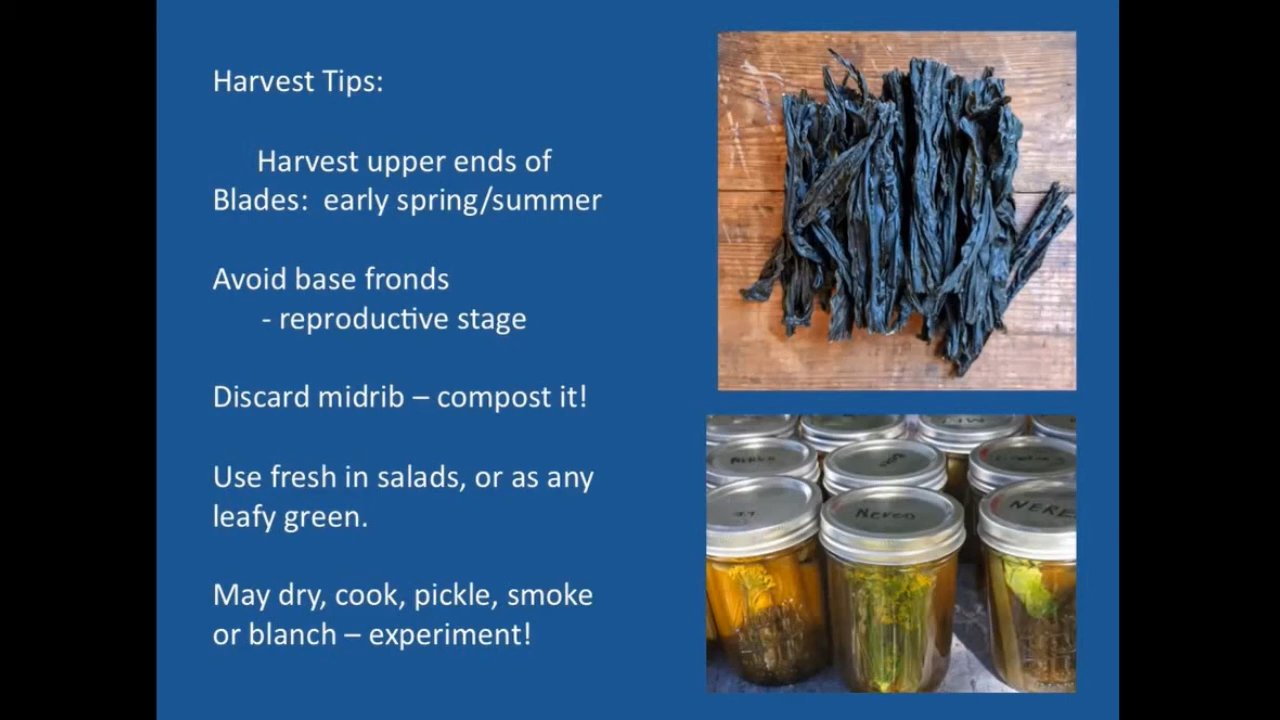 Harvest Tips:
Harvest upper ends of
Blades: early spring/summer
Avoid base fronds
- reproductive stage
Discard midrib – compost it!
Use fresh in salads, or as any
leafy green.
May dry, cook, pickle, smoke
or blanch – experiment!
Nereo
NERE